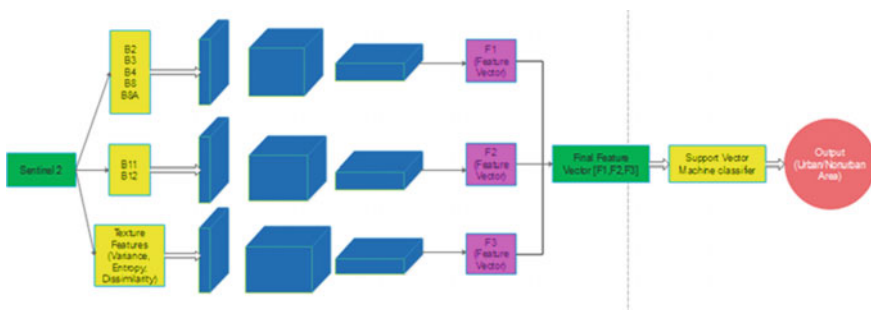 B2
B3
B4
B8
B8A
F1
(Feature
Vector)
Sentinel 2
B11
B12
F2
(Feature
Vector)
Final Feature
Vector [F1,F2,F3]
Support Vector
Machine classifier
Output
(Urban/Nonurban
Area)
Texture
Features
(Variance,
Entropy,
Dissimilarity)
F3
(Feature
Vector)